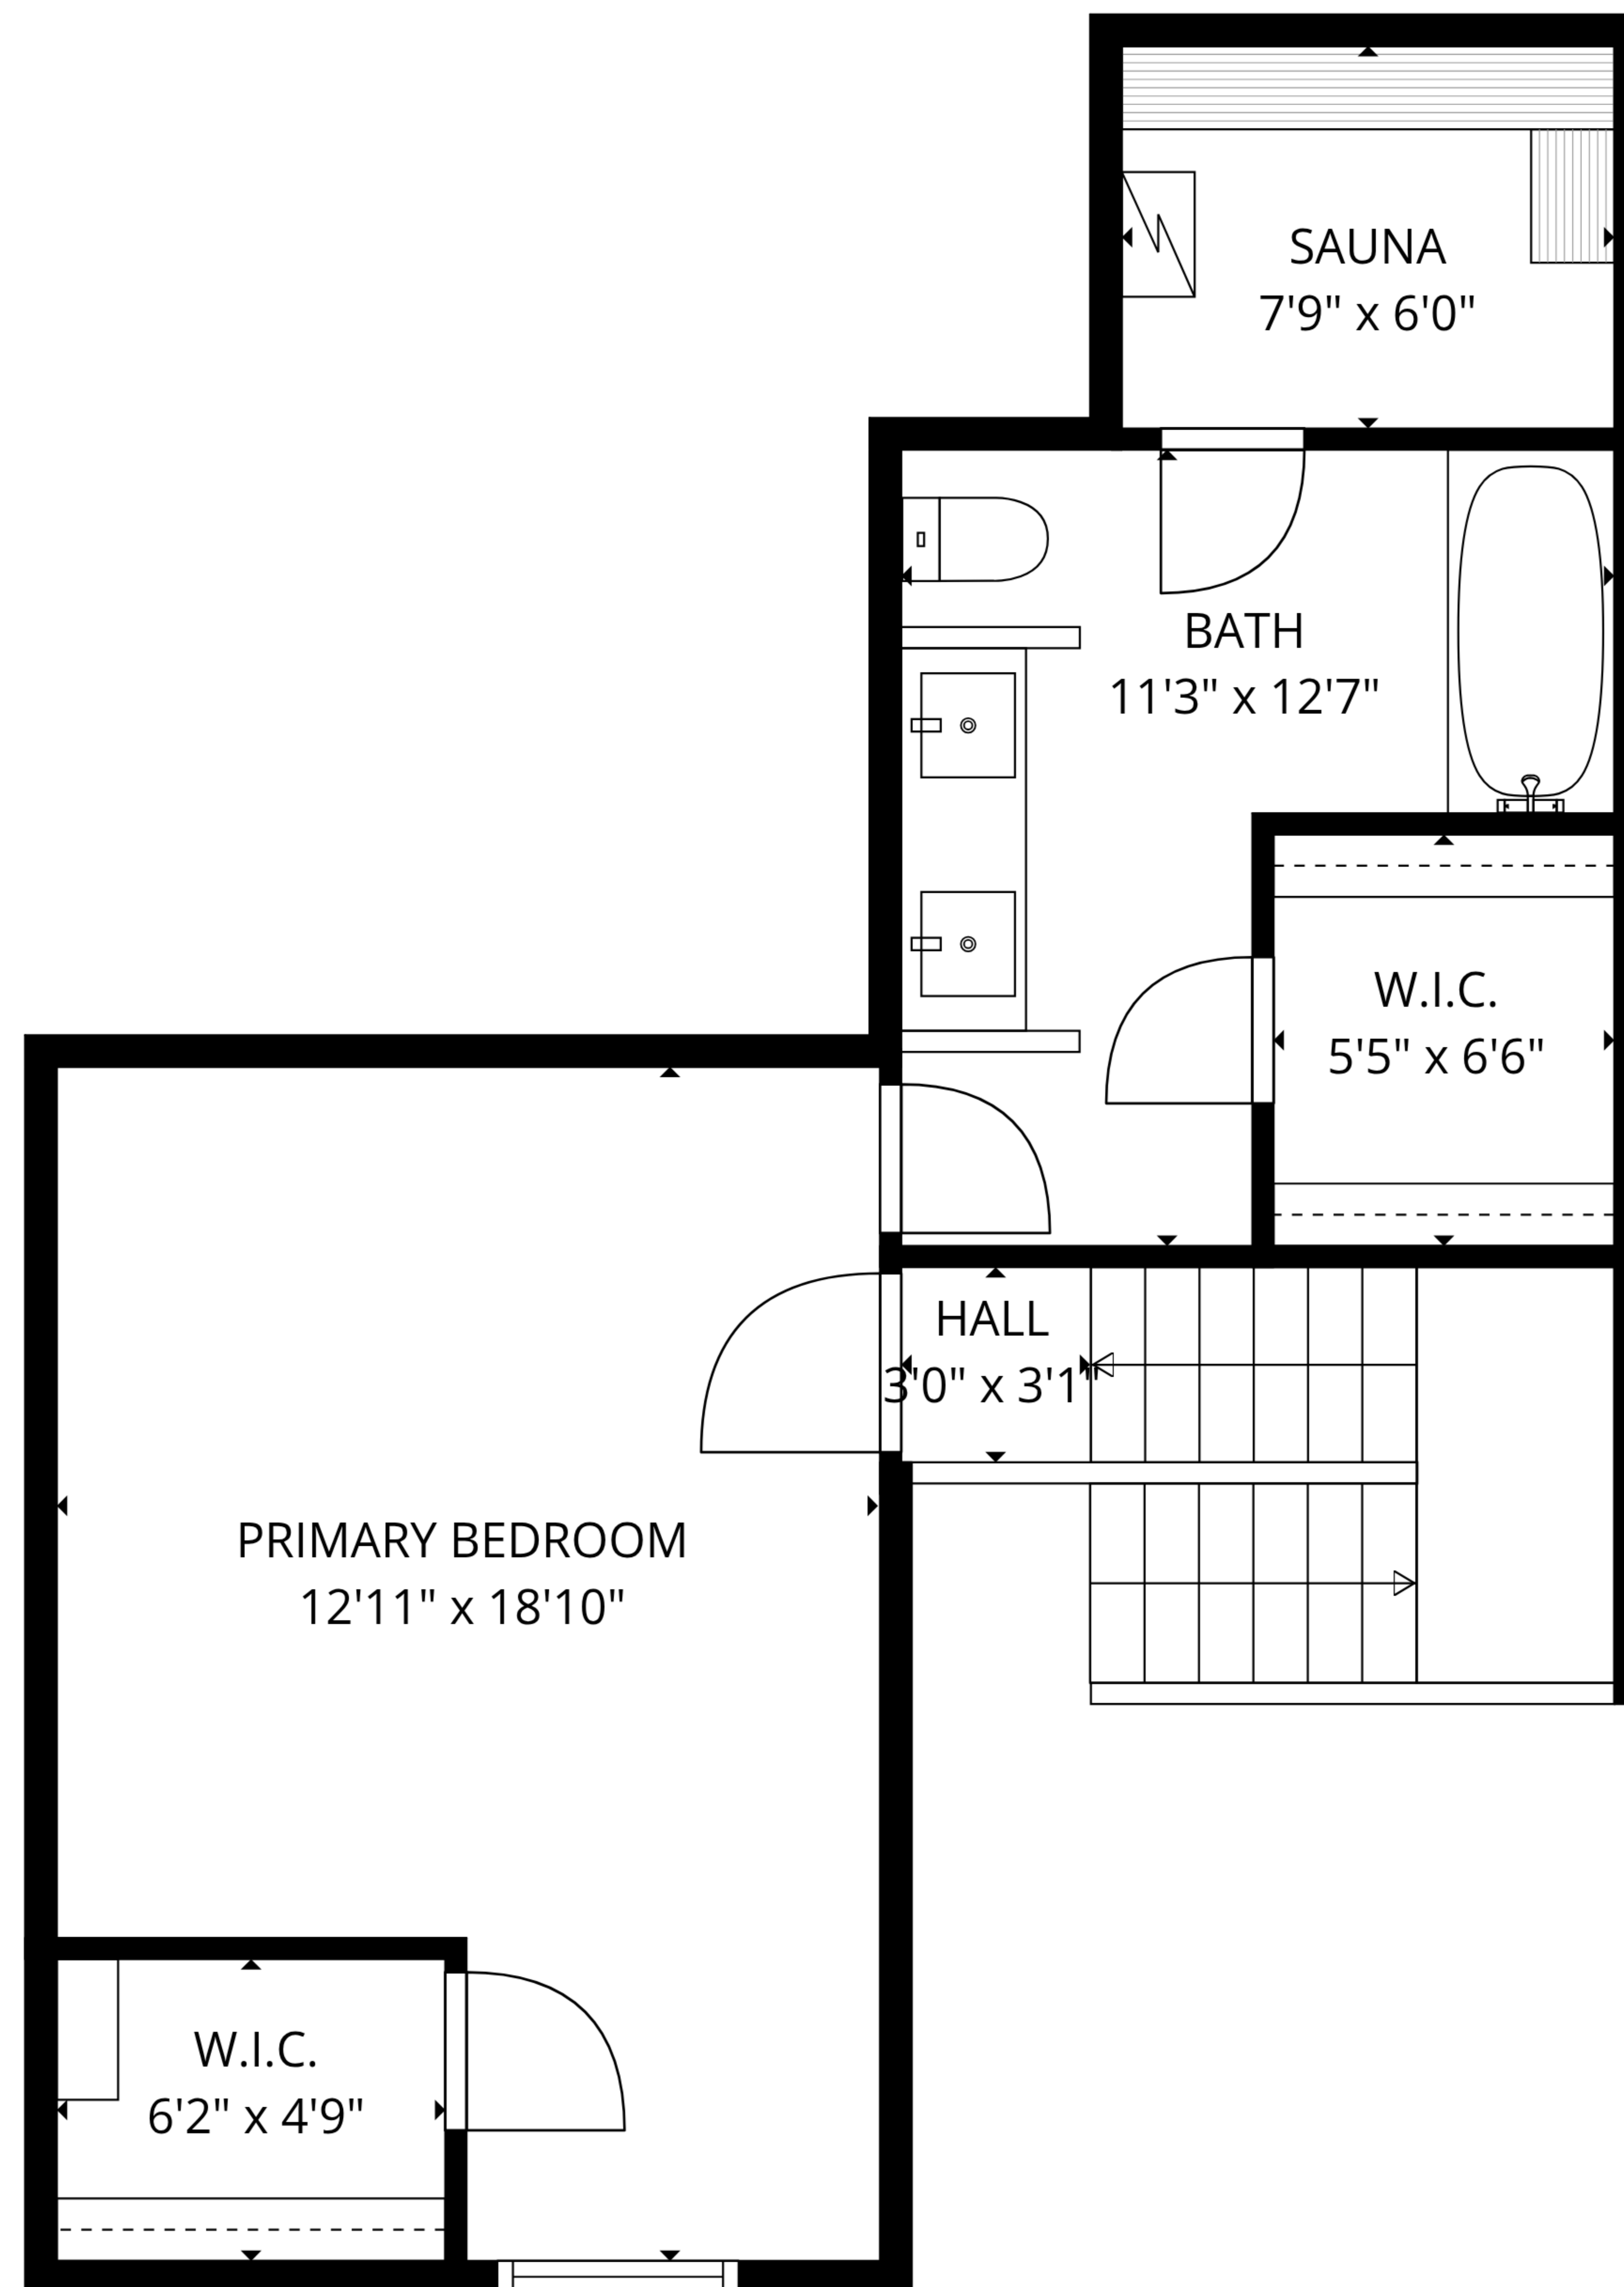 SAUNA
7'9" x 6'0"
BATH
11'3" x 12'7"
W.I.C.
5'5" x 6'6"
HALL
3'0" x 3'1"
PRIMARY BEDROOM
12'11" x 18'10"
W.I.C.
6'2" x 4'9"